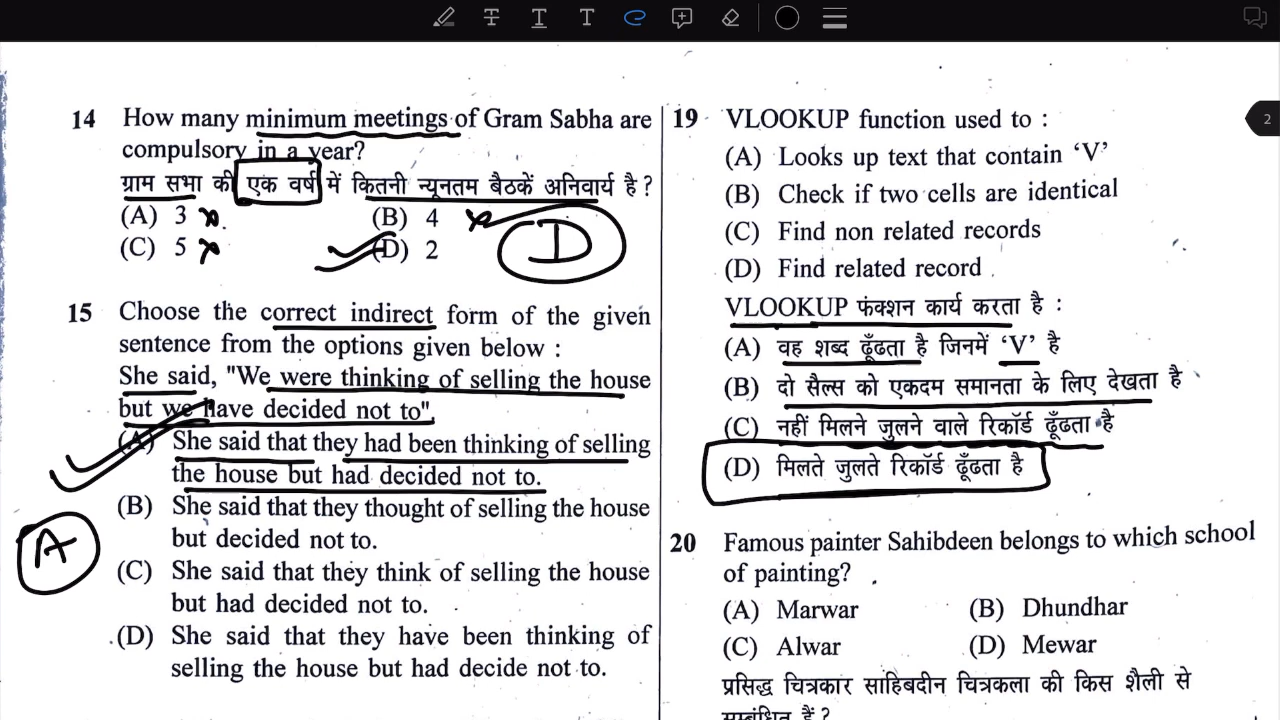 2
14 How many minimum meetings of Gram Sabha are
compulsory in a year?
ग्राम सभा की एक वर्ष में कितनी न्यूनतम बैठकें अनिवार्य है ?
(A) 3 (B) 4
(C) 5 (D) 2
D
15 Choose the correct indirect form of the given
sentence from the options given below :
She said, "We were thinking of selling the house
but we have decided not to".
(A) She said that they had been thinking of selling
the house but had decided not to.
A
(B) She said that they thought of selling the house
but decided not to.
(C) She said that they think of selling the house
but had decided not to.
(D) She said that they have been thinking of
selling the house but had decide not to.
19 VLOOKUP function used to :
(A) Looks up text that contain ‘V’
(B) Check if two cells are identical
(C) Find non related records
(D) Find related record
VLOOKUP फंक्शन कार्य करता है :
(A) वह शब्द ढूँढता है जिनमें ‘V’ है
(B) दो सैल्स को एकदम समानता के लिए देखता है
(C) नहीं मिलने जुलने वाले रिकॉर्ड ढूँढता है
(D) मिलते जुलते रिकॉर्ड ढूँढता है
20 Famous painter Sahibdeen belongs to which school
of painting?
(A) Marwar (B) Dhundhar
(C) Alwar (D) Mewar
प्रसिद्ध चित्रकार साहिबदीन चित्रकला की किस शैली से
सम्बंधित हैं ?